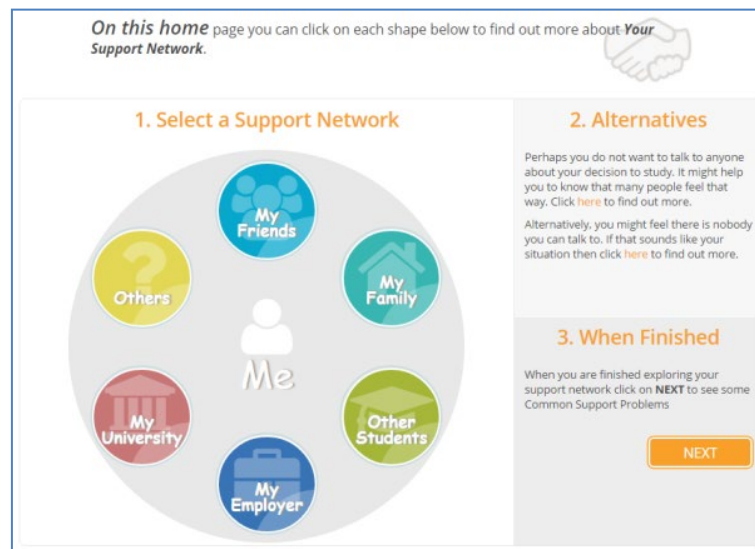 On this home page you can click on each shape below to find out more about Your
Support Network.
1. Select a Support Network
My
Friends
My
Family
Other
Students
My
Employer
My
University
Others
Me
2. Alternatives
Perhaps you do not want to talk to anyone
about your decision to study. It might help
you to know that many people feel that
way. Click here to find out more.
Alternatively, you might feel there is nobody
you can talk to. If that sounds like your
situation then click here to find out more.
3. When Finished
When you are finished exploring your
support network click on NEXT to see some
Common Support Problems
NEXT